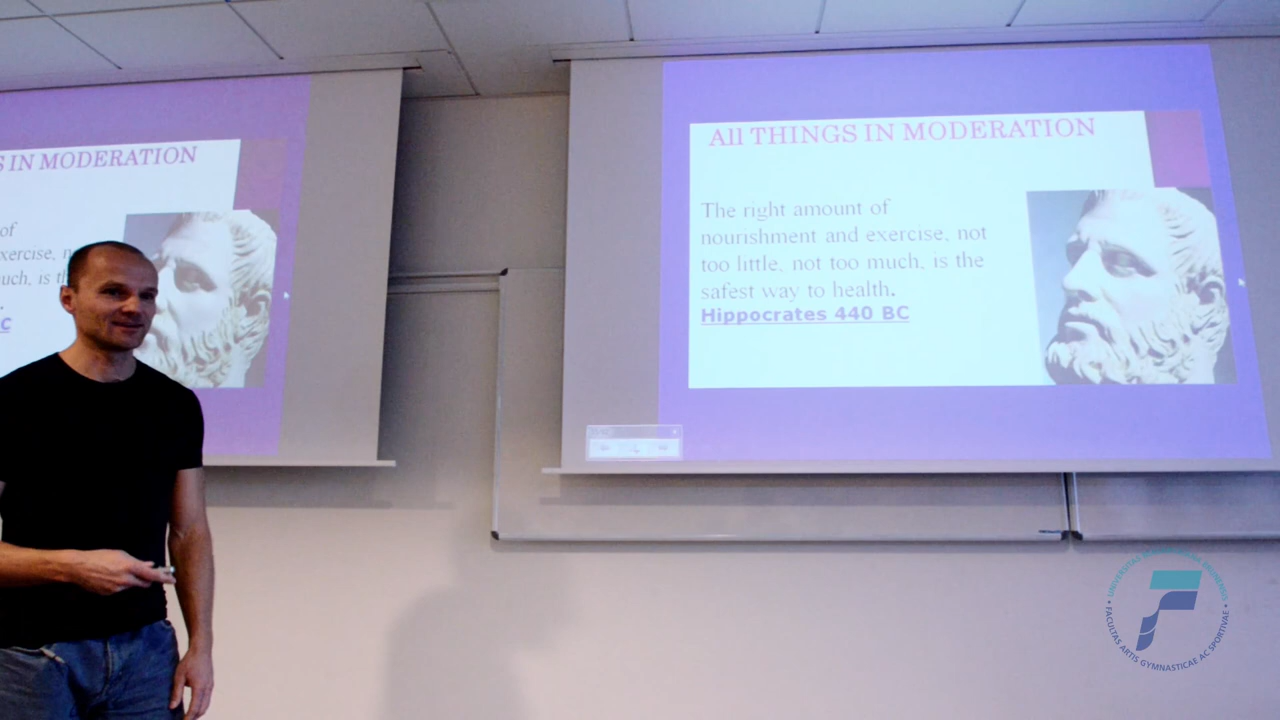 S IN MODERATION
of
xercise, n
uch, is th
.
C
All THINGS IN MODERATION
The right amount of
nourishment and exercise, not
too little, not too much, is the
safest way to health.
Hippocrates 440 BC
FACULTAS ARTIS GYMNASTICAE AC SPORTIVAE